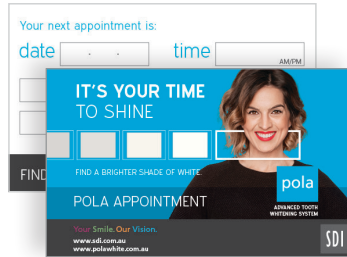 Your next appointment is:
date . . time
AM/PM
FIND
IT'S YOUR TIME
TO SHINE
FIND A BRIGHTER SHADE OF WHITE.
POLA APPOINTMENT
pola
ADVANCED TOOTH
WHITENING SYSTEM
Your Smile. Our Vision.
www.sdi.com.au
www.polawhite.com.au
SDI